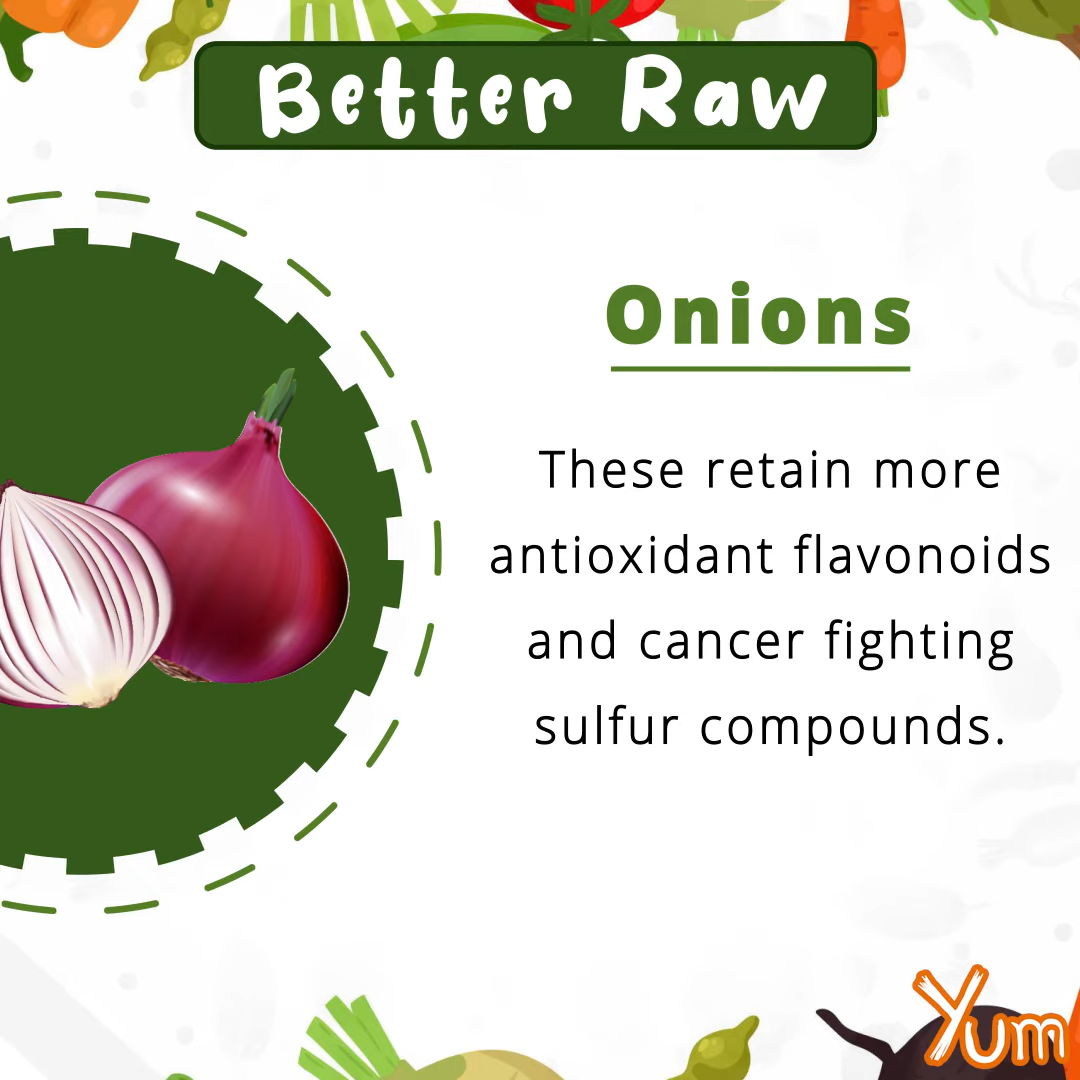 Better Raw
Onions
These retain more
antioxidant flavonoids
and cancer fighting
sulfur compounds.
Yum